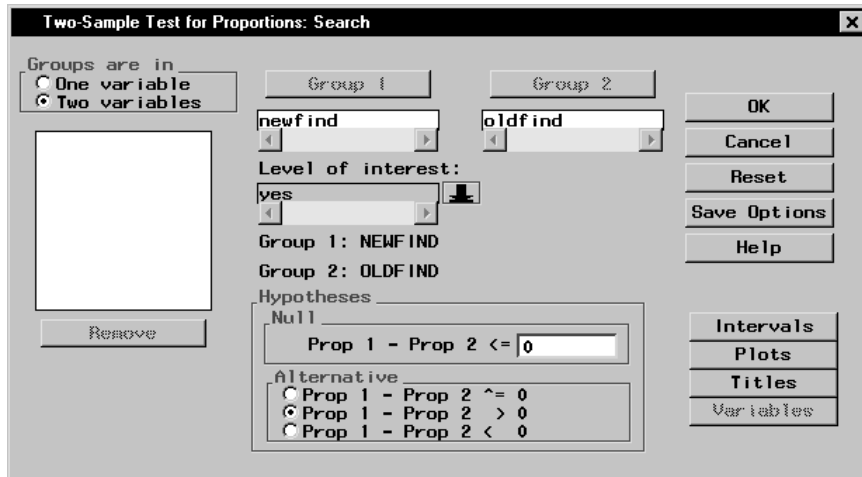 Two-Sample Test for Proportions: Search
Groups are in
One variable
Two variables
Remove
Group 1
Group 2
newfind
oldfind
Level of interest:
yes
Group 1: NEWFIND
Group 2: OLDFIND
Hypotheses
Null
Prop 1 - Prop 2 <= 0
Alternative
Prop 1 - Prop 2 ^= 0
Prop 1 - Prop 2 > 0
Prop 1 - Prop 2 < 0
OK
Cancel
Reset
Save Options
Help
Intervals
Plots
Titles
Variables